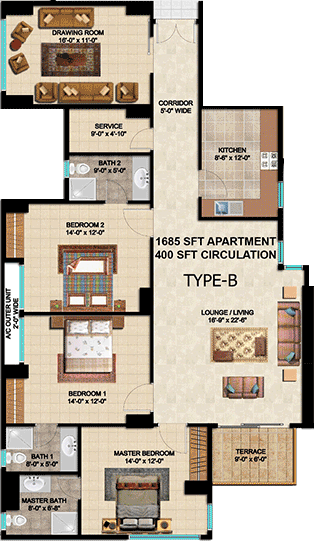 DRAWING ROOM
16'-0" x 11'-0"
CORRIDOR
5'-0" WIDE
SERVICE
9'-0" x 4'-10"
KITCHEN
8'-6" x 12'-0"
BATH 2
9'-0" x 5'-0"
BEDROOM 2
14'-0" x 12'-0"
1685 SFT APARTMENT
400 SFT CIRCULATION
TYPE-B
A/C OUTER UNIT
2'-0" WIDE
LOUNGE / LIVING
16'-9" x 22'-6"
BEDROOM 1
14'-0" x 12'-0"
BATH 1
8'-0" x 5'-0"
MASTER BEDROOM
14'-0" x 12'-0"
TERRACE
9'-0" x 6'-0"
MASTER BATH
8'-0" x 6'-8"